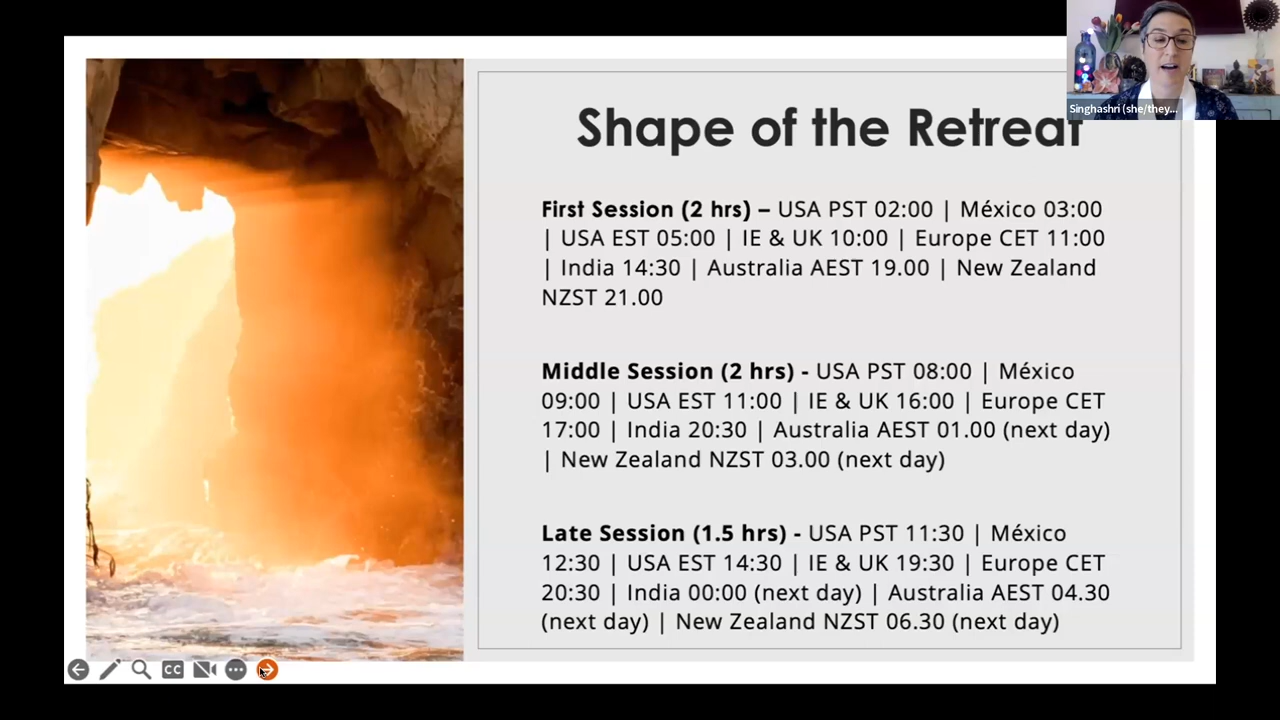 Singhashri (she/they...
Shape of the Retreat
First Session (2 hrs) – USA PST 02:00 | México 03:00
| USA EST 05:00 | IE & UK 10:00 | Europe CET 11:00
| India 14:30 | Australia AEST 19.00 | New Zealand
NZST 21.00
Middle Session (2 hrs) - USA PST 08:00 | México
09:00 | USA EST 11:00 | IE & UK 16:00 | Europe CET
17:00 | India 20:30 | Australia AEST 01.00 (next day)
| New Zealand NZST 03.00 (next day)
Late Session (1.5 hrs) - USA PST 11:30 | México
12:30 | USA EST 14:30 | IE & UK 19:30 | Europe CET
20:30 | India 00:00 (next day) | Australia AEST 04.30
(next day) | New Zealand NZST 06.30 (next day)
CC